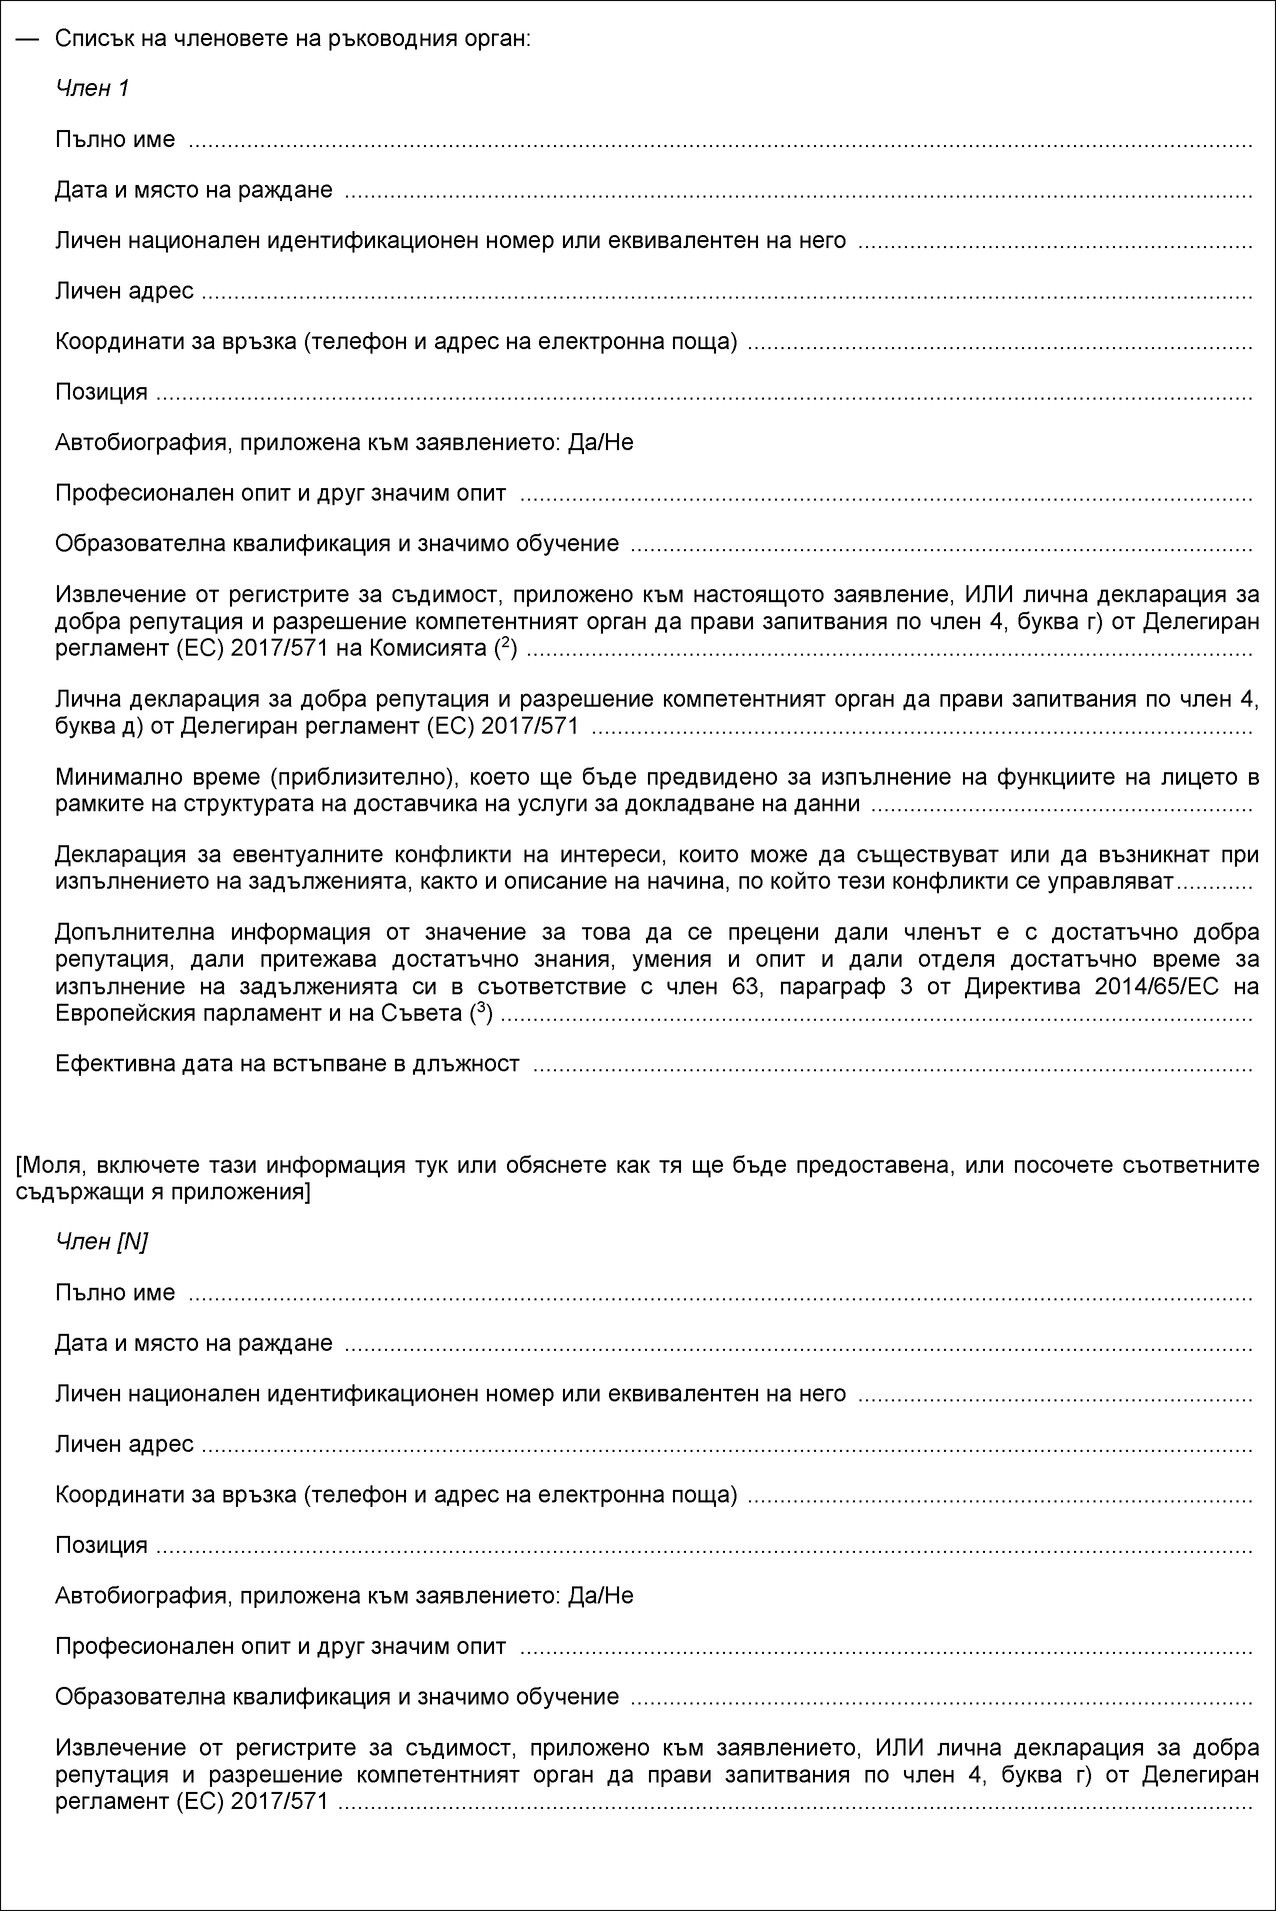 — Списък на членовете на ръководния орган:
Член 1
Пълно име ..........
Дата и място на раждане ..........
Личен национален идентификационен номер или еквивалентен на него ..........
Личен адрес ..........
Координати за връзка (телефон и адрес на електронна поща) ..........
Позиция ..........
Автобиография, приложена към заявлението: Да/Не
Професионален опит и друг значим опит ..........
Образователна квалификация и значимо обучение ..........
Извлечение от регистрите за съдимост, приложено към настоящото заявление, ИЛИ лична декларация за
добра репутация и разрешение компетентният орган да прави запитвания по член 4, буква г) от Делегиран
регламент (ЕС) 2017/571 на Комисията (²) ..........
Лична декларация за добра репутация и разрешение компетентният орган да прави запитвания по член 4,
буква д) от Делегиран регламент (ЕС) 2017/571 ..........
Минимално време (приблизително), което ще бъде предвидено за изпълнение на функциите на лицето в
рамките на структурата на доставчика на услуги за докладване на данни ..........
Декларация за евентуалните конфликти на интереси, които може да съществуват или да възникнат при
изпълнението на задълженията, както и описание на начина, по който тези конфликти се управляват..........
Допълнителна информация от значение за това да се прецени дали членът е с достатъчно добра
репутация, дали притежава достатъчно знания, умения и опит и дали отделя достатъчно време за
изпълнение на задълженията си в съответствие с член 63, параграф 3 от Директива 2014/65/ЕС на
Европейския парламент и на Съвета (³) ..........
Ефективна дата на встъпване в длъжност ..........
[Моля, включете тази информация тук или обяснете как тя ще бъде предоставена, или посочете съответните
съдържащи я приложения]
Член [N]
Пълно име ..........
Дата и място на раждане ..........
Личен национален идентификационен номер или еквивалентен на него ..........
Личен адрес ..........
Координати за връзка (телефон и адрес на електронна поща) ..........
Позиция ..........
Автобиография, приложена към заявлението: Да/Не
Професионален опит и друг значим опит ..........
Образователна квалификация и значимо обучение ..........
Извлечение от регистрите за съдимост, приложено към заявлението, ИЛИ лична декларация за добра
репутация и разрешение компетентният орган да прави запитвания по член 4, буква г) от Делегиран
регламент (ЕС) 2017/571 ..........